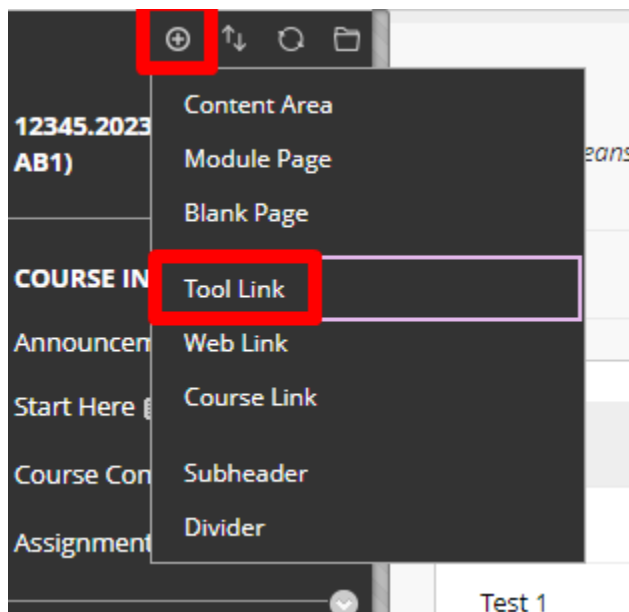 Content Area
12345.2023
Module Page
AB1)
eans
Blank Page
COURSE IN
Tool Link
Announcem
Web Link
Start Here
Course Link
Course Con
Subheader
Assignment
Divider
Test 1